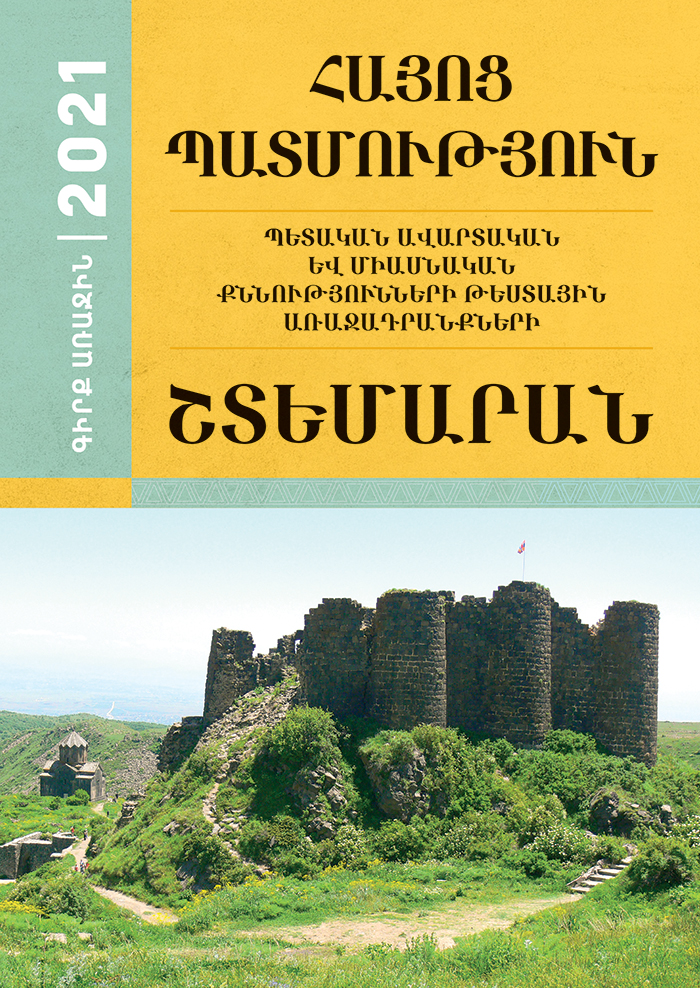 ՀԱՅՈՑ
ՊԱՏՄՈՒԹՅՈՒՆ
ՊԵՏԱԿԱՆ ԱՎԱՐՏԱԿԱՆ
ԵՎ ՄԻԱՍՆԱԿԱՆ
ՔՆՆՈՒԹՅՈՒՆՆԵՐԻ ԹԵՍՏԱՅԻՆ
ԱՌԱՋԱԴՐԱՆՔՆԵՐԻ
ՇՏԵՄԱՐԱՆ
ԳԻՐՔ ԱՌԱՋԻՆ | 2021